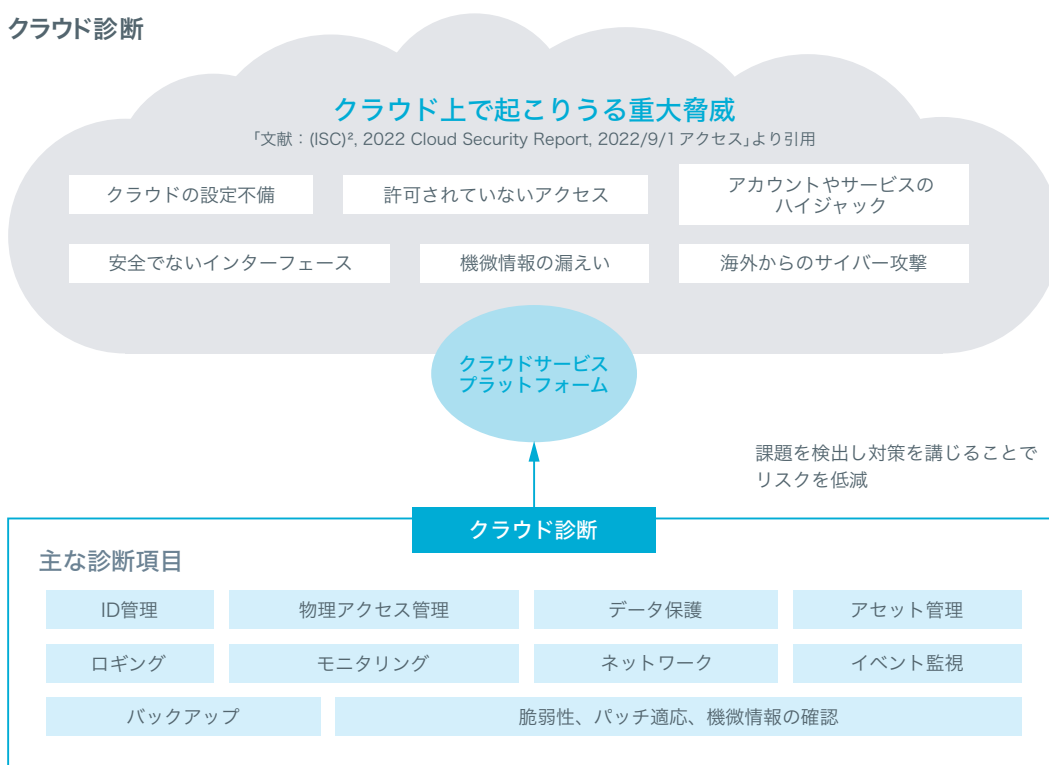 クラウド診断
クラウド上で起こりうる重大脅威
「文献：(ISC)², 2022 Cloud Security Report, 2022/9/1アクセス」より引用
クラウドの設定不備
許可されていないアクセス
アカウントやサービスの
ハイジャック
安全でないインターフェース
機微情報の漏えい
海外からのサイバー攻撃
クラウドサービス
プラットフォーム
課題を検出し対策を講じることで
リスクを低減
クラウド診断
主な診断項目
ID管理
物理アクセス管理
データ保護
アセット管理
ロギング
モニタリング
ネットワーク
イベント監視
バックアップ
脆弱性、パッチ適応、機微情報の確認